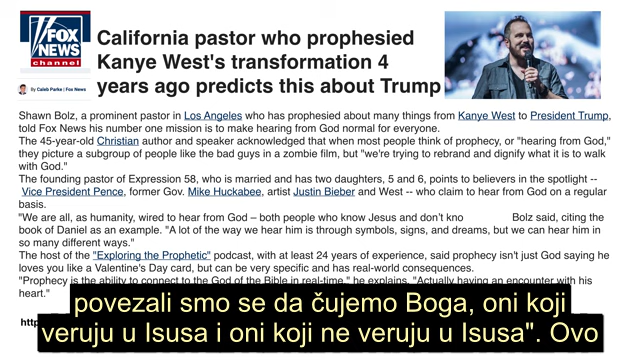 FOX
NEWS
channel
California pastor who prophesied
Kanye West's transformation 4
years ago predicts this about Trump
By Caleb Parke | Fox News
Shawn Bolz, a prominent pastor in Los Angeles who has prophesied about many things from Kanye West to President Trump,
told Fox News his number one mission is to make hearing from God normal for everyone.
The 45-year-old Christian author and speaker acknowledged that when most people think of prophecy, or "hearing from God,"
they picture a subgroup of people like the bad guys in a zombie film, but "we're trying to rebrand and dignify what it is to walk
with God."
The founding pastor of Expression 58, who is married and has two daughters, 5 and 6, points to believers in the spotlight --
Vice President Pence, former Gov. Mike Huckabee, artist Justin Bieber and West -- who claim to hear from God on a regular
basis.
"We are all, as humanity, wired to hear from God – both people who know Jesus and don't kno Bolz said, citing the
book of Daniel as an example. "A lot of the way we hear him is through symbols, signs, and dreams, but we can hear him in
so many different ways."
The host of the "Exploring the Prophetic" podcast, with at least 24 years of experience, said prophecy isn't just God saying he
loves you like a Valentine's Day card, but can be very specific and has real-world consequences.
"Prophecy is the ability to connect to the God of the Bible in real-time," he explains. "Actually having an encounter with his
heart."
http
povezali smo se da čujemo Boga, oni koji
veruju u Isusa i oni koji ne veruju u Isusa". Ovo